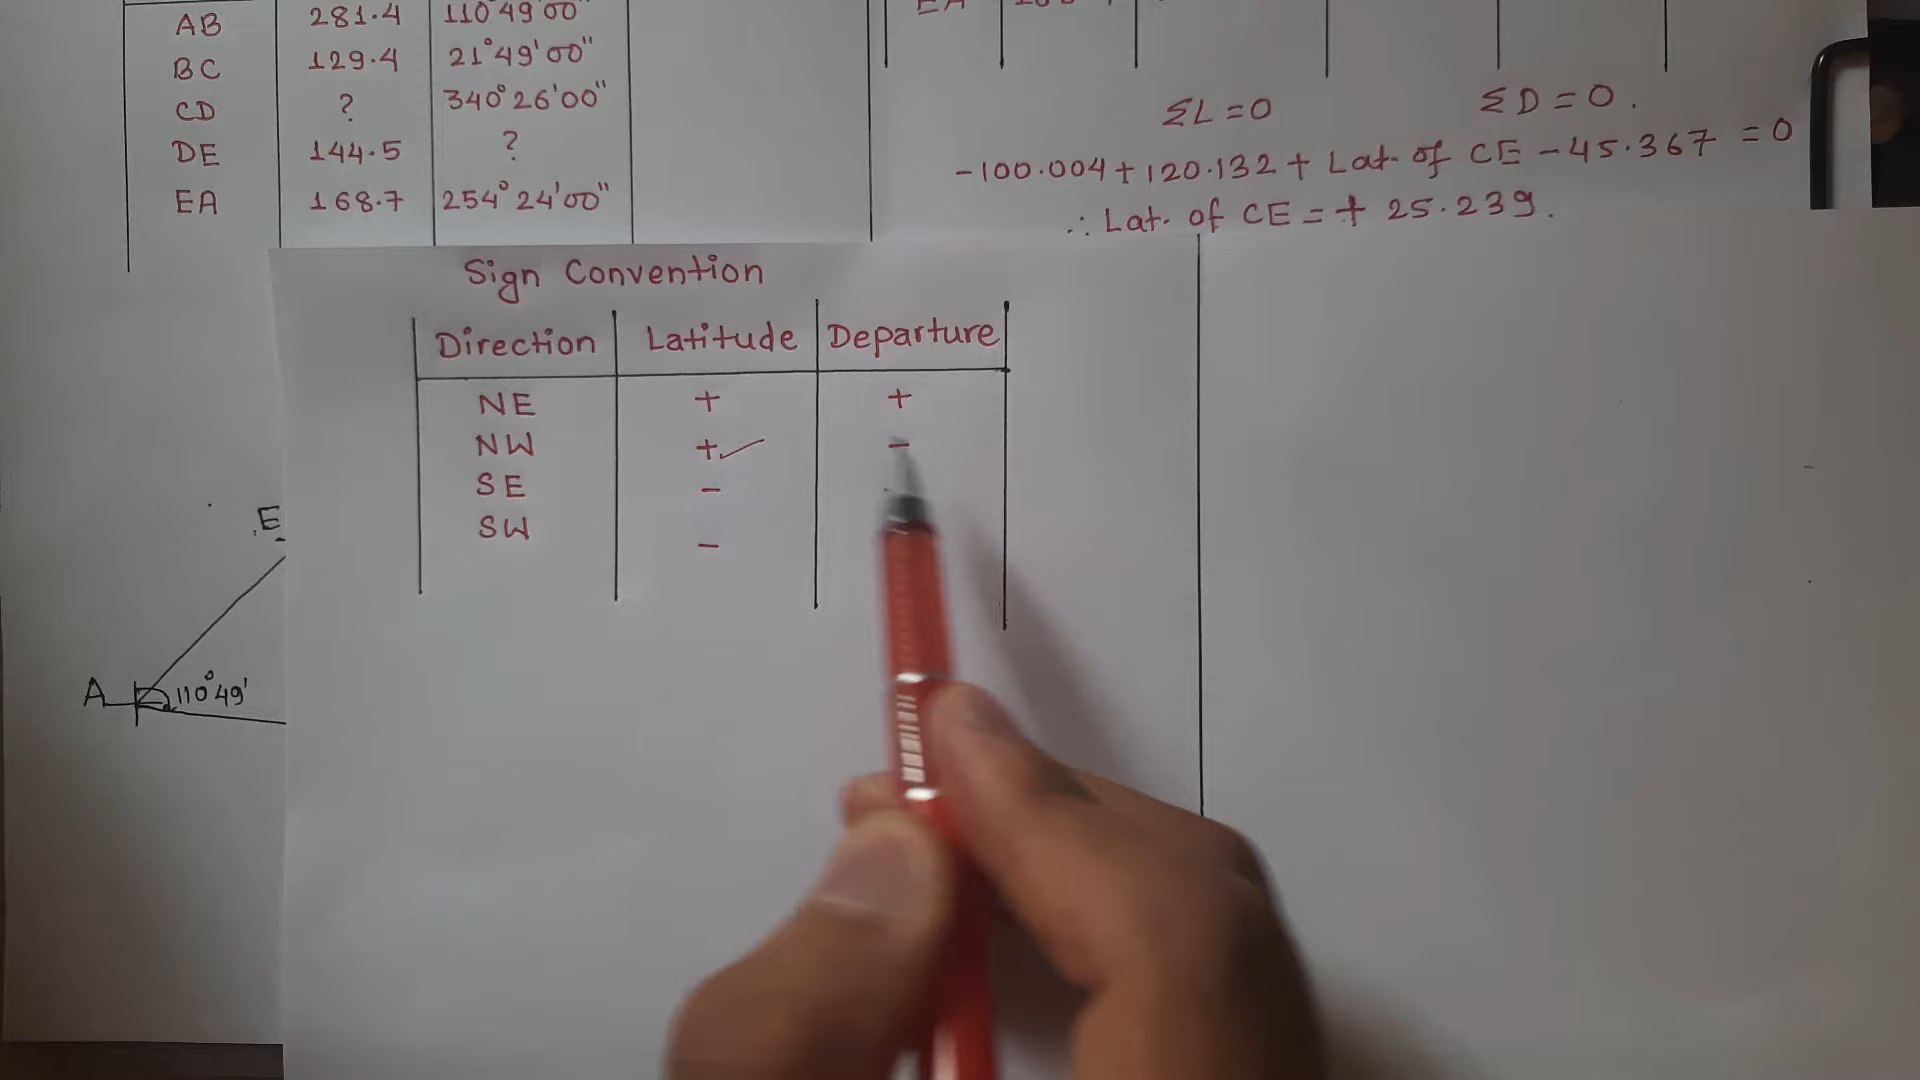 AB 281.4 110°49'00"
BC 129.4 21°49'00"
CD ? 340°26'00"
DE 144.5 ?
EA 168.7 254°24'00"
EA
ΣL = 0 ΣD = 0.
-100.004 + 120.132 + Lat. of CE - 45.367 = 0
∴ Lat. of CE = + 25.239.
Sign Convention
Direction Latitude Departure
NE + +
NW +✓ -
SE -
SW -
E
A 110°49'